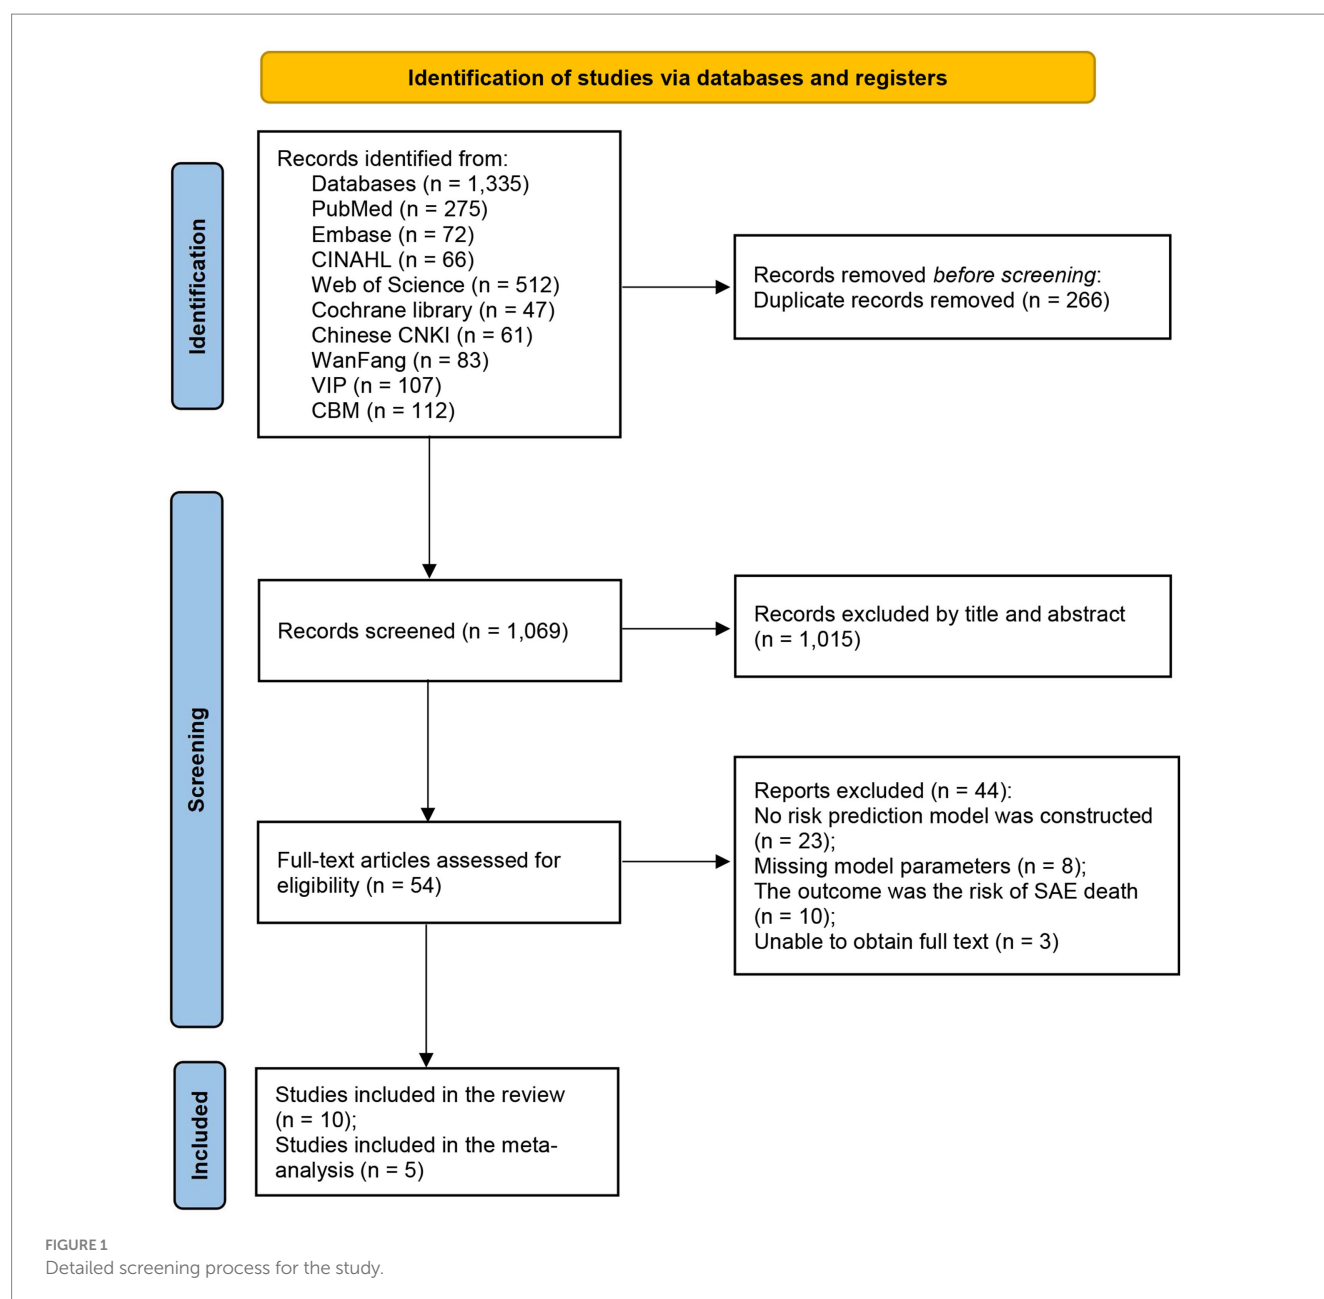 Identification of studies via databases and registers
Identification
Records identified from:
Databases (n = 1,335)
PubMed (n = 275)
Embase (n = 72)
CINAHL (n = 66)
Web of Science (n = 512)
Cochrane library (n = 47)
Chinese CNKI (n = 61)
WanFang (n = 83)
VIP (n = 107)
CBM (n = 112)
Records removed before screening:
Duplicate records removed (n = 266)
Screening
Records screened (n = 1,069)
Records excluded by title and abstract
(n = 1,015)
Full-text articles assessed for
eligibility (n = 54)
Reports excluded (n = 44):
No risk prediction model was constructed
(n = 23);
Missing model parameters (n = 8);
The outcome was the risk of SAE death
(n = 10);
Unable to obtain full text (n = 3)
Included
Studies included in the review
(n = 10);
Studies included in the meta-
analysis (n = 5)
FIGURE 1
Detailed screening process for the study.